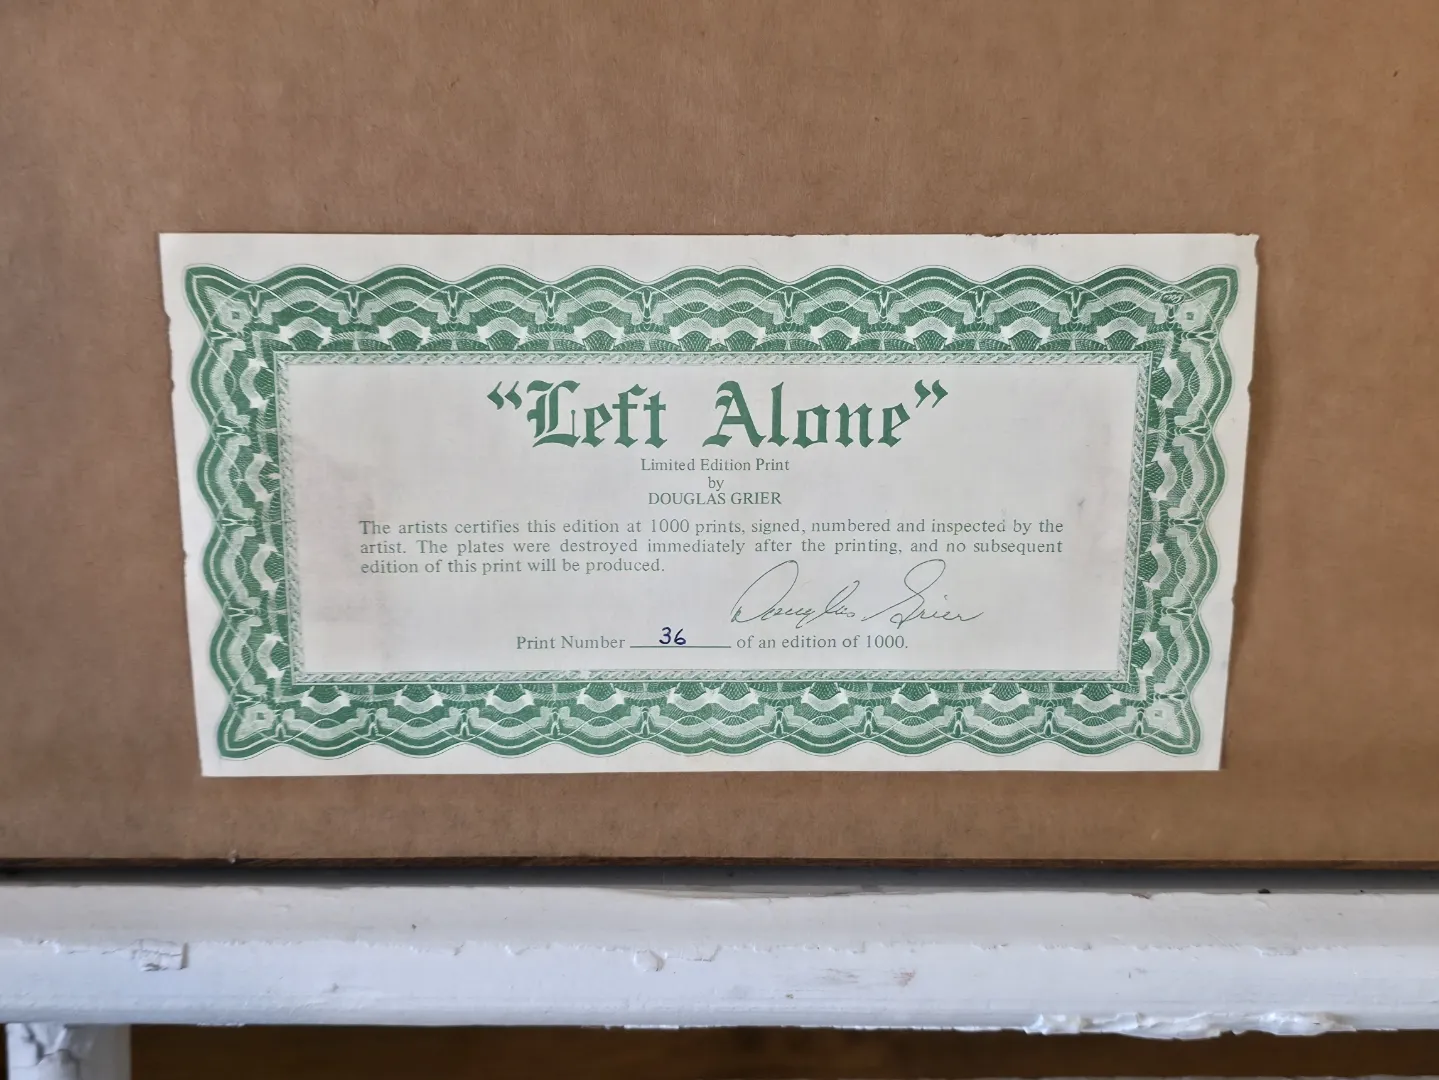 “Left Alone”
Limited Edition Print
by
DOUGLAS GRIER
The artists certifies this edition at 1000 prints, signed, numbered and inspected by the
artist. The plates were destroyed immediately after the printing, and no subsequent
edition of this print will be produced.
Douglas Grier
Print Number 36 of an edition of 1000.